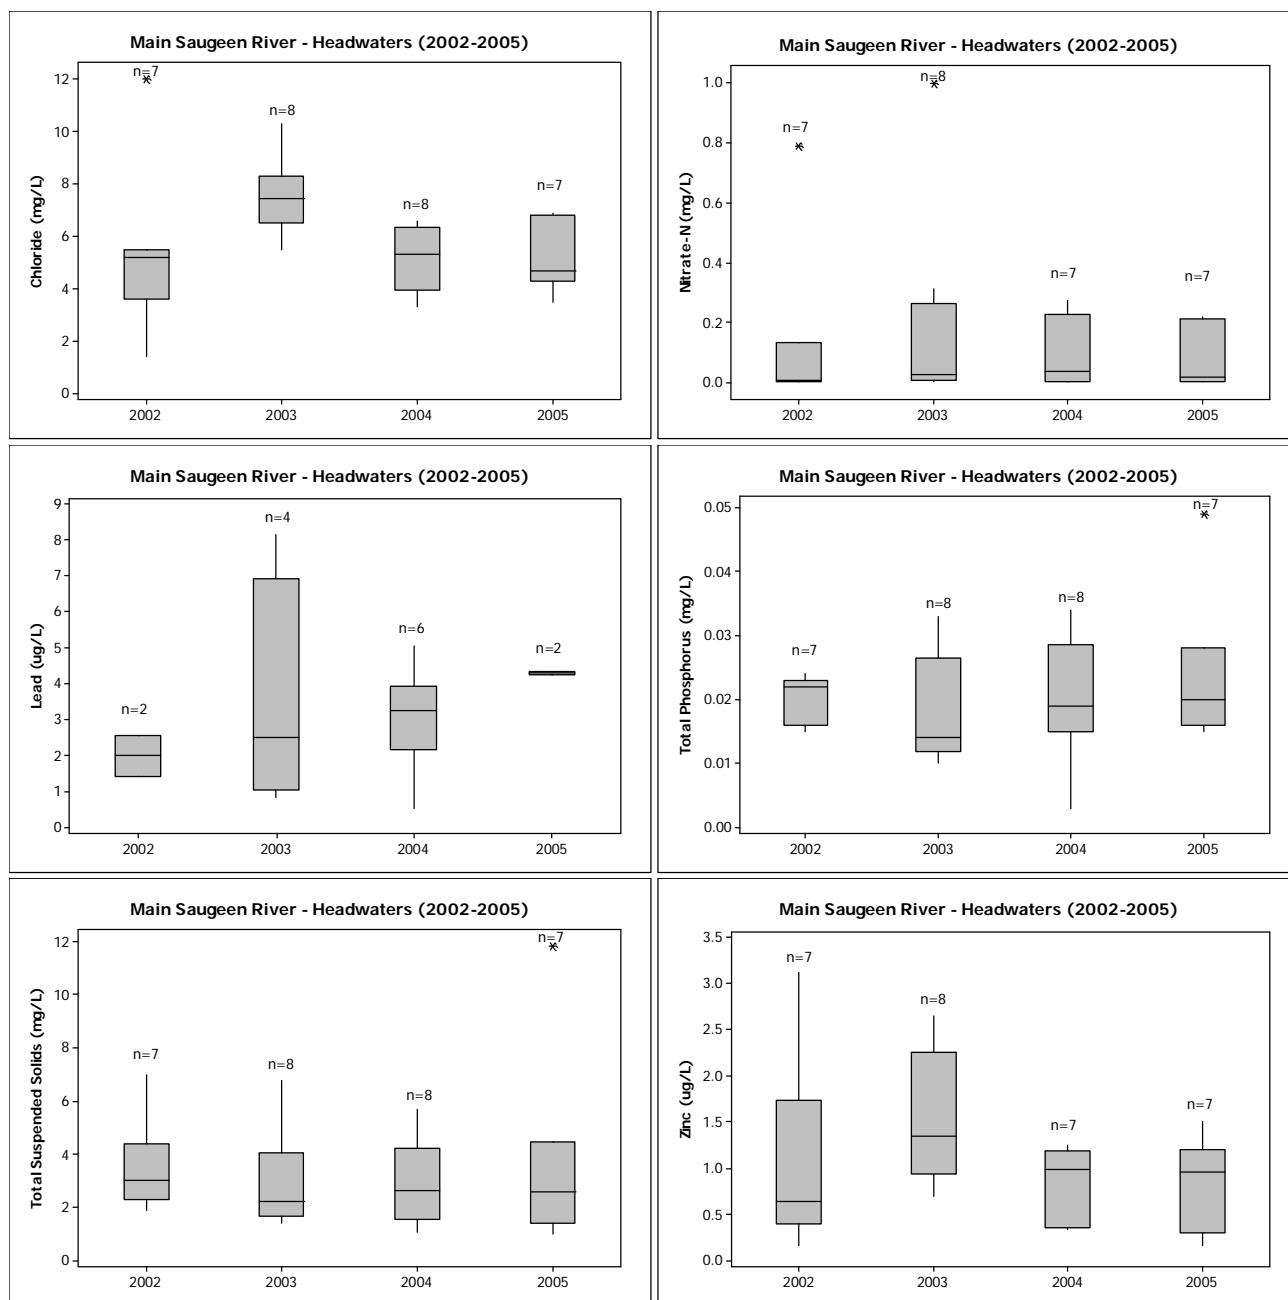 Main Saugeen River - Headwaters (2002-2005)
Chloride (mg/L)
12
10
8
6
4
2
0
n=7
n=8
n=8
n=7
2002 2003 2004 2005
Main Saugeen River - Headwaters (2002-2005)
Nitrate-N (mg/L)
1.0
0.8
0.6
0.4
0.2
0.0
n=7
n=8
n=7
n=7
2002 2003 2004 2005
Main Saugeen River - Headwaters (2002-2005)
Lead (ug/L)
9
8
7
6
5
4
3
2
1
0
n=2
n=4
n=6
n=2
2002 2003 2004 2005
Main Saugeen River - Headwaters (2002-2005)
Total Phosphorus (mg/L)
0.05
0.04
0.03
0.02
0.01
0.00
n=7
n=8
n=8
n=7
2002 2003 2004 2005
Main Saugeen River - Headwaters (2002-2005)
Total Suspended Solids (mg/L)
12
10
8
6
4
2
0
n=7
n=8
n=8
n=7
2002 2003 2004 2005
Main Saugeen River - Headwaters (2002-2005)
Zinc (ug/L)
3.5
3.0
2.5
2.0
1.5
1.0
0.5
0.0
n=7
n=8
n=7
n=7
2002 2003 2004 2005